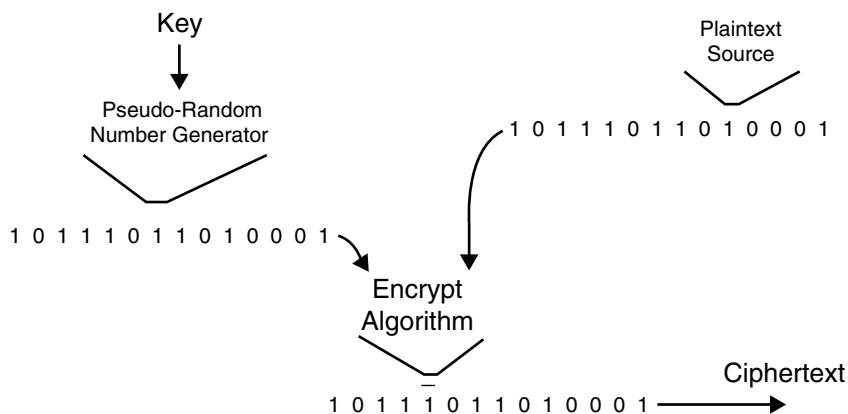 Key
Plaintext
Source
Pseudo-Random
Number Generator
1 0 1 1 1 0 1 1 0 1 0 0 0 1
1 0 1 1 1 0 1 1 0 1 0 0 0 1
Encrypt
Algorithm
Ciphertext
1 0 1 1 1 0 1 1 0 1 0 0 0 1